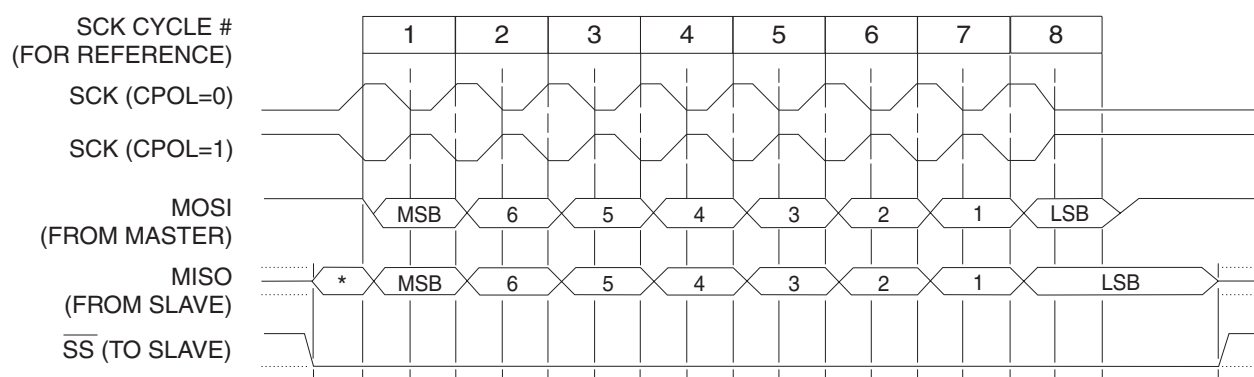 SCK CYCLE #
(FOR REFERENCE)
1 2 3 4 5 6 7 8
SCK (CPOL=0)
SCK (CPOL=1)
MOSI
(FROM MASTER)
MSB 6 5 4 3 2 1 LSB
MISO
(FROM SLAVE)
* MSB 6 5 4 3 2 1 LSB
S̅S̅ (TO SLAVE)